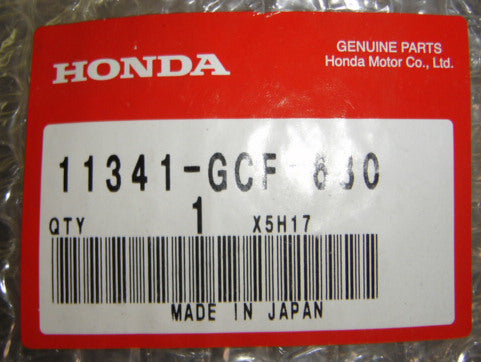 GENUINE PARTS
HONDA
Honda Motor Co., Ltd.
11341-GCF
QTY 1 X5H17
MADE IN JAPAN